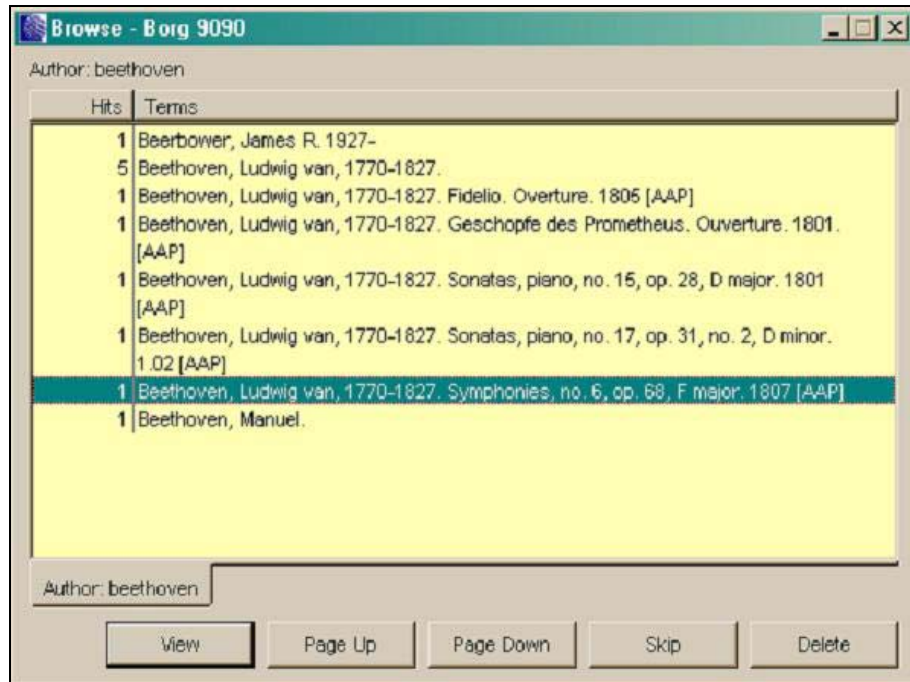 Browse - Borg 9090
Author: beethoven
Hits Terms
1 Beerbower, James R. 1927-
5 Beethoven, Ludwig van, 1770-1827.
1 Beethoven, Ludwig van, 1770-1827. Fidelio. Overture. 1805 [AAP]
1 Beethoven, Ludwig van, 1770-1827. Geschopfe des Prometheus. Ouverture. 1801.
[AAP]
1 Beethoven, Ludwig van, 1770-1827. Sonatas, piano, no. 15, op. 28, D major. 1801
[AAP]
1 Beethoven, Ludwig van, 1770-1827. Sonatas, piano, no. 17, op. 31, no. 2, D minor.
1.02 [AAP]
1 Beethoven, Ludwig van, 1770-1827. Symphonies, no. 6, op. 68, F major. 1807 [AAP]
1 Beethoven, Manuel.
Author: beethoven
View Page Up Page Down Skip Delete